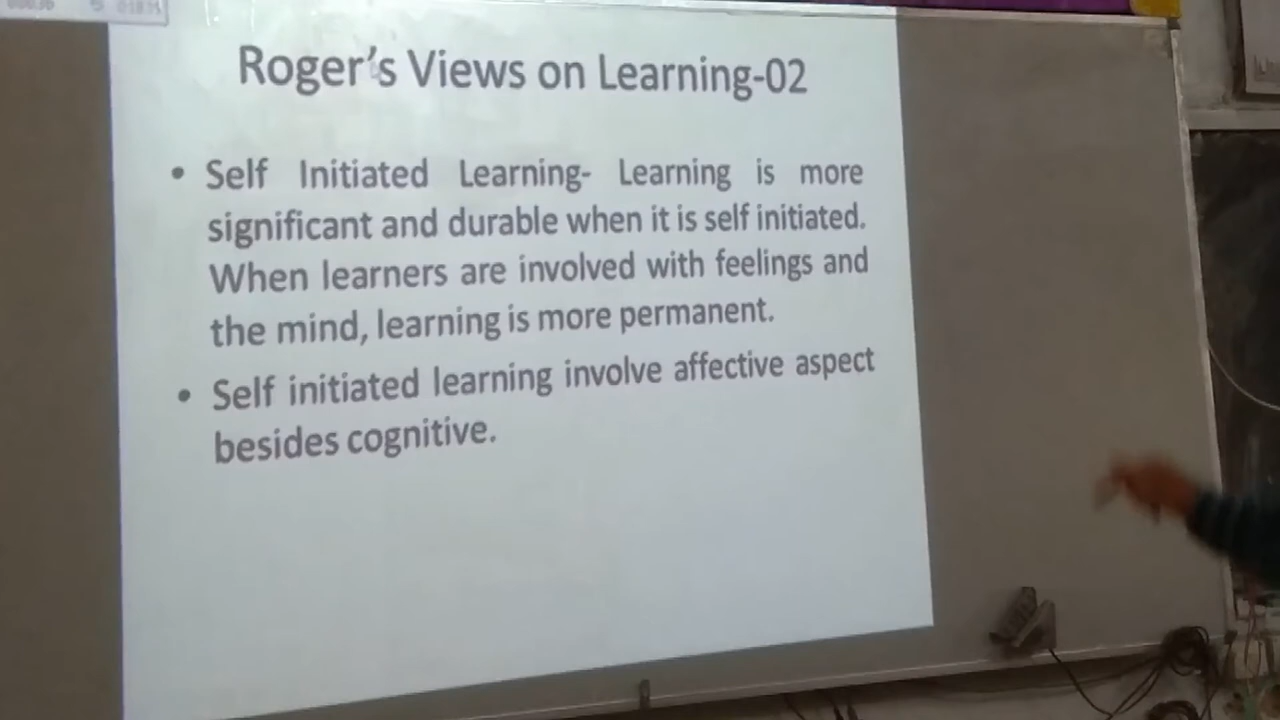 Roger's Views on Learning-02
• Self Initiated Learning- Learning is more
significant and durable when it is self initiated.
When learners are involved with feelings and
the mind, learning is more permanent.
• Self initiated learning involve affective aspect
besides cognitive.